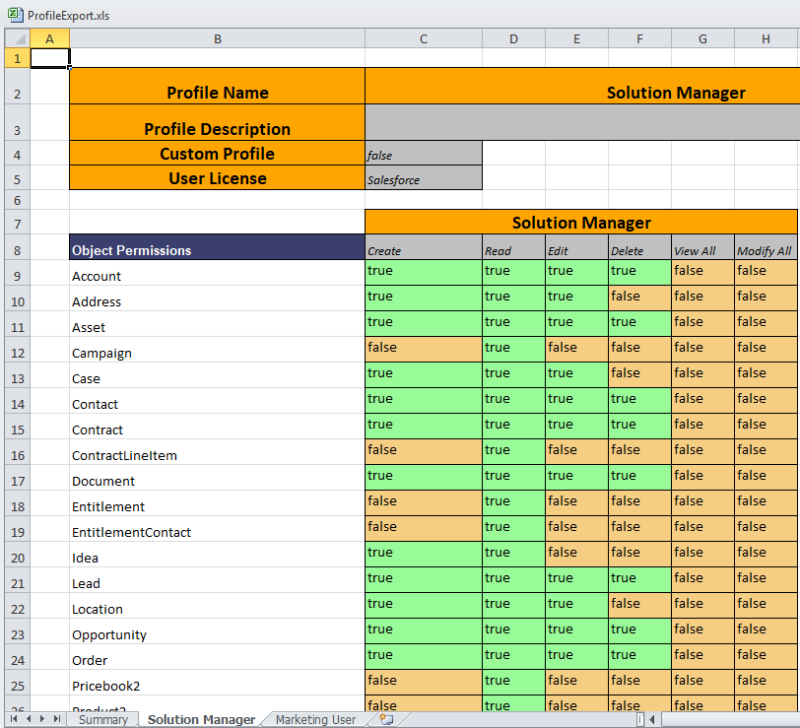 ProfileExport.xls
A B C D E F G H
1
2 Profile Name Solution Manager
3 Profile Description
4 Custom Profile false
5 User License Salesforce
6
7 Solution Manager
8 Object Permissions Create Read Edit Delete View All Modify All
9 Account true true true true false false
10 Address true true true false false false
11 Asset true true true true false false
12 Campaign false true false false false false
13 Case true true true false false false
14 Contact true true true true false false
15 Contract true true true true false false
16 ContractLineItem false true false false false false
17 Document true true true true false false
18 Entitlement false true false false false false
19 EntitlementContact false true false false false false
20 Idea true true false false false false
21 Lead true true true true false false
22 Location true true true false false false
23 Opportunity true true true true false false
24 Order true true true true false false
25 Pricebook2 false true false false false false
26 Product2 false true false false false false
Summary Solution Manager Marketing User